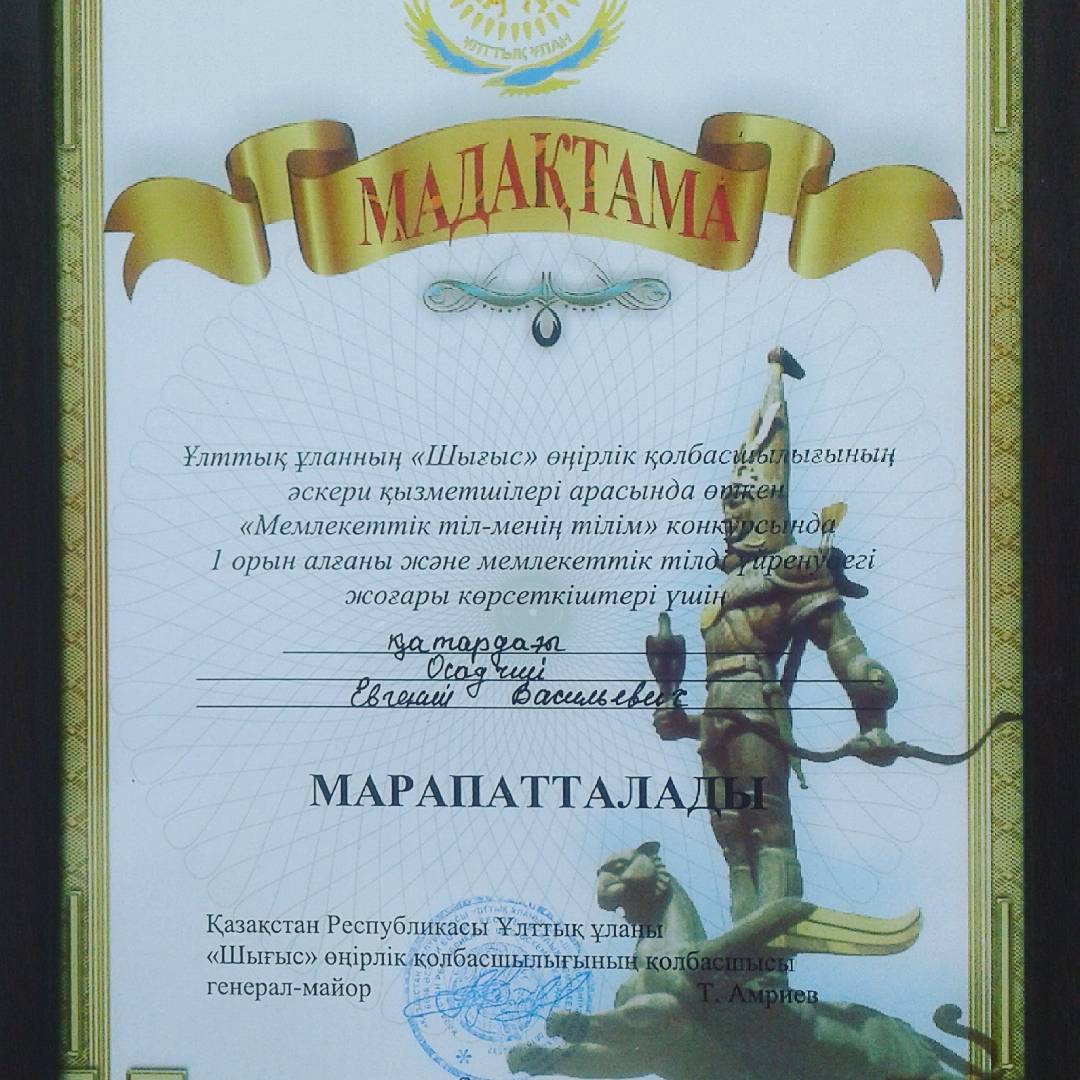 ҰЛТТЫҚ ҰЛАН
МАДАҚТАМА
Ұлттық ұланның «Шығыс» өңірлік қолбасшылығының
әскери қызметшілері арасында өткен
«Мемлекеттік тіл-менің тілім» конкурсында
1 орын алғаны және мемлекеттік тілді үйренудегі
жоғары көрсеткіштері үшін
қатардағы
Осадчий
Евгений Васильевич
МАРАПАТТАЛАДЫ
Қазақстан Республикасы Ұлттық ұланы
«Шығыс» өңірлік қолбасшылығының қолбасшысы
генерал-майор Т. Амриев